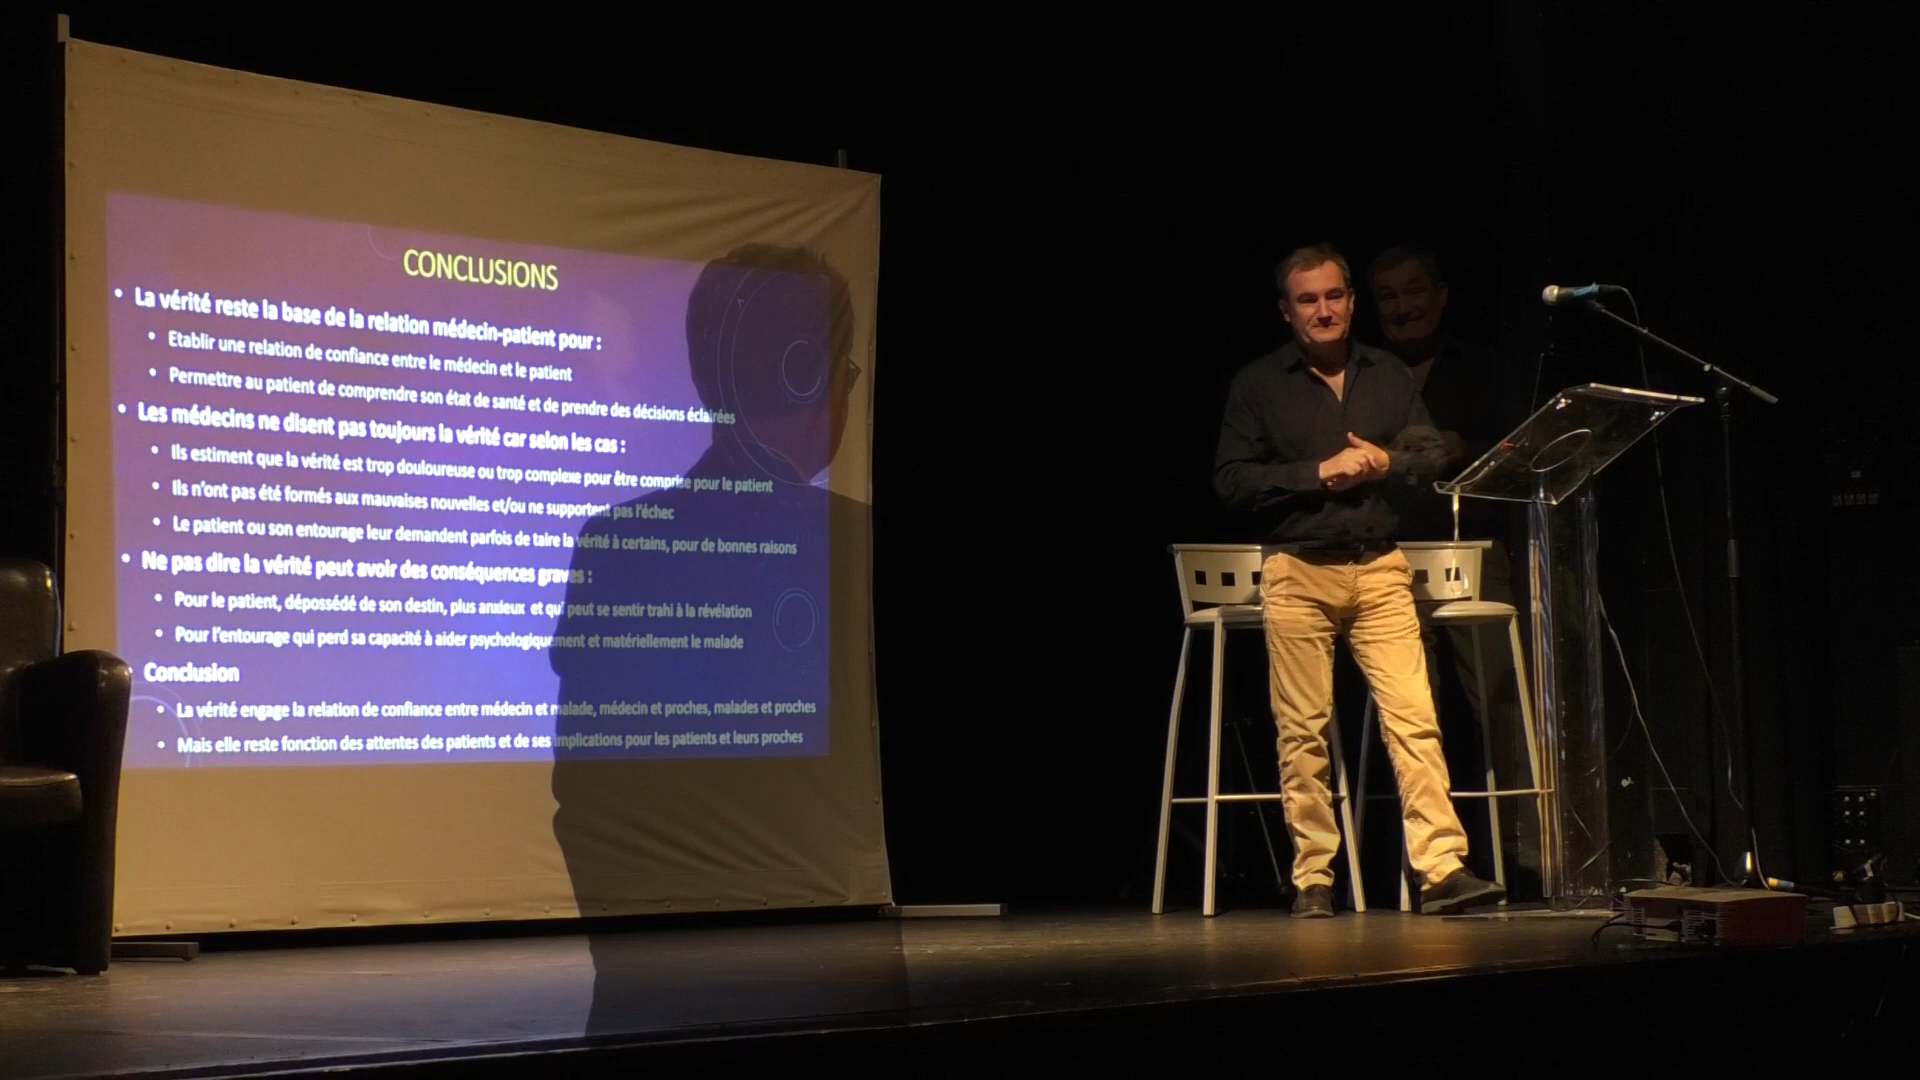 CONCLUSIONS
• La vérité reste la base de la relation médecin-patient pour :
• Etablir une relation de confiance entre le médecin et le patient
• Permettre au patient de comprendre son état de santé et de prendre des décisions éclairées
• Les médecins ne disent pas toujours la vérité car selon les cas :
• Ils estiment que la vérité est trop douloureuse ou trop complexe pour être comprise pour le patient
• Ils n'ont pas été formés aux mauvaises nouvelles et/ou ne supportent pas l'échec
• Le patient ou son entourage leur demandent parfois de taire la vérité à certains, pour de bonnes raisons
• Ne pas dire la vérité peut avoir des conséquences graves :
• Pour le patient, dépossédé de son destin, plus anxieux et qui peut se sentir trahi à la révélation
• Pour l'entourage qui perd sa capacité à aider psychologiquement et matériellement le malade
Conclusion
• La vérité engage la relation de confiance entre médecin et malade, médecin et proches, malades et proches
• Mais elle reste fonction des attentes des patients et de ses implications pour les patients et leurs proches